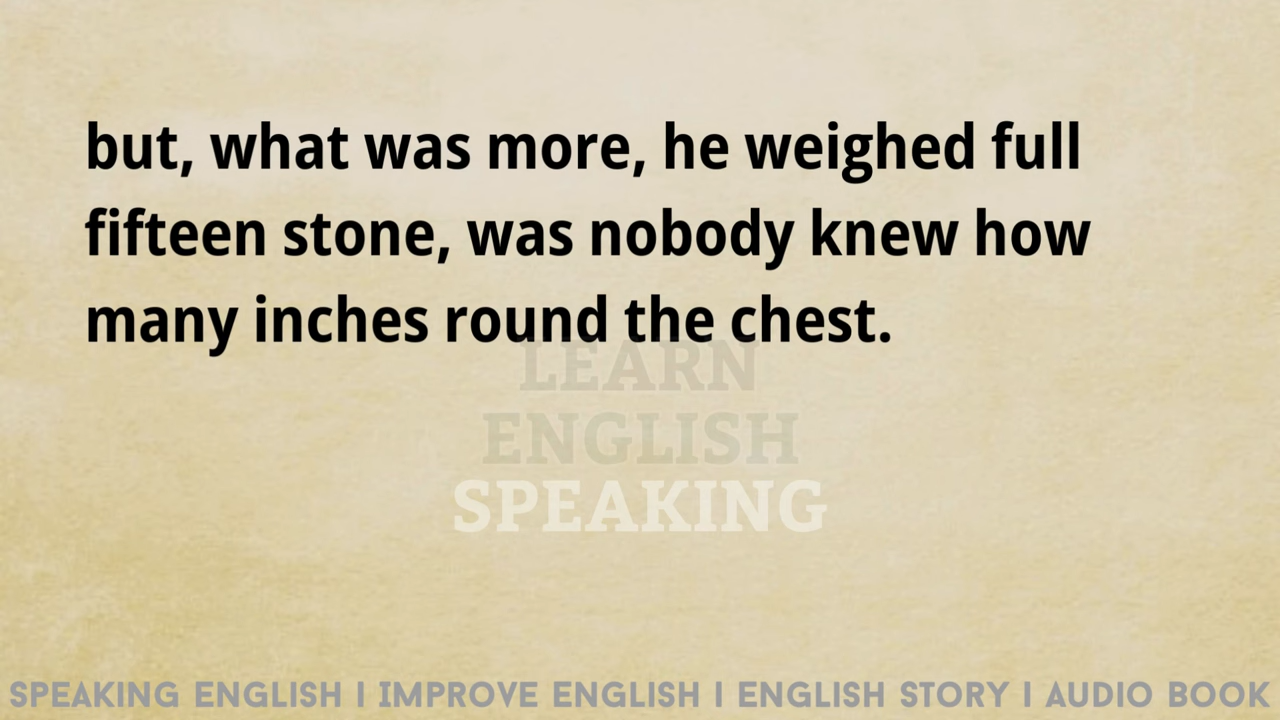 but, what was more, he weighed full
fifteen stone, was nobody knew how
many inches round the chest.
LEARN
ENGLISH
SPEAKING
SPEAKING ENGLISH | IMPROVE ENGLISH | ENGLISH STORY | AUDIO BOOK